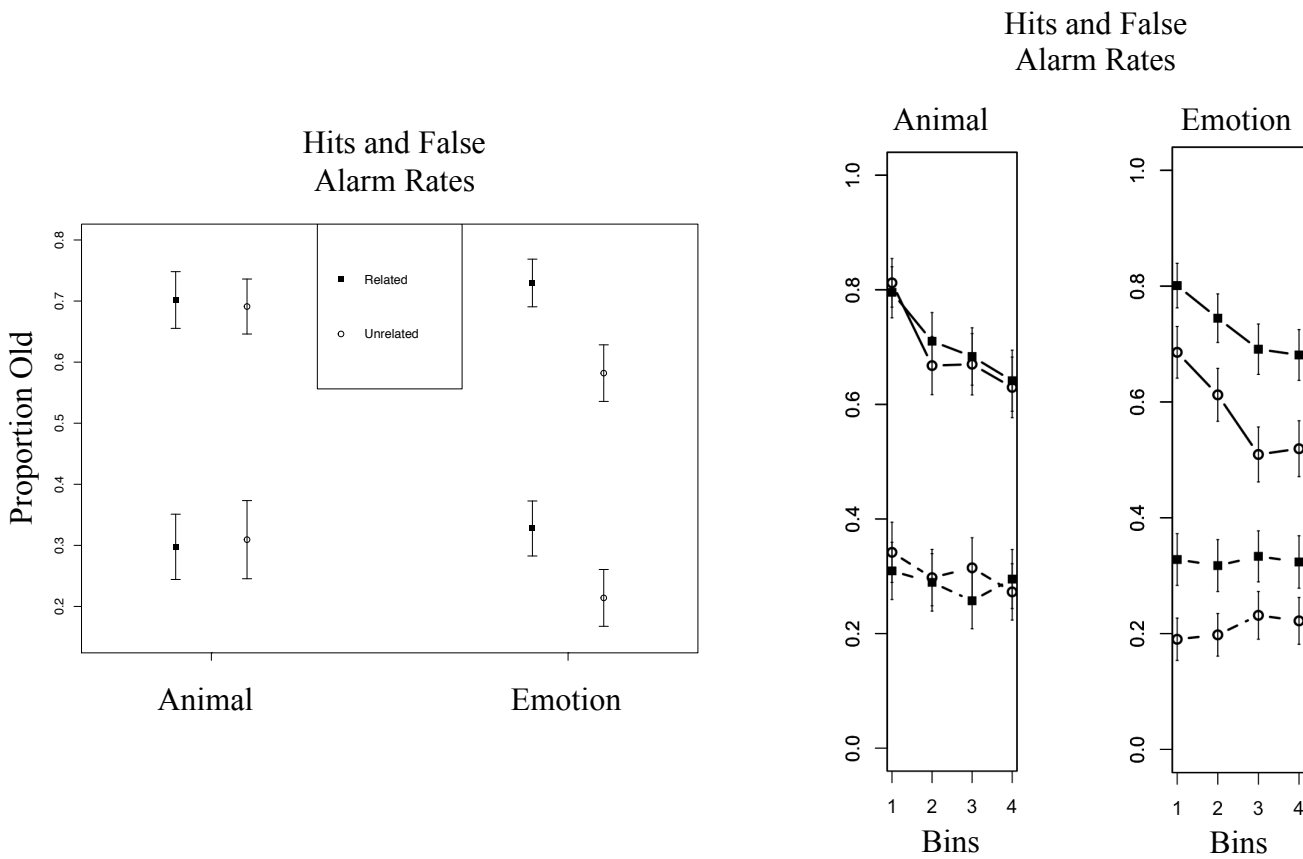 Hits and False
Alarm Rates
Proportion Old
0.8
0.7
0.6
0.5
0.4
0.3
0.2
Related
Unrelated
Animal
Emotion
Hits and False
Alarm Rates
Animal
Emotion
1.0
0.8
0.6
0.4
0.2
0.0
1 2 3 4
Bins
1.0
0.8
0.6
0.4
0.2
0.0
1 2 3 4
Bins